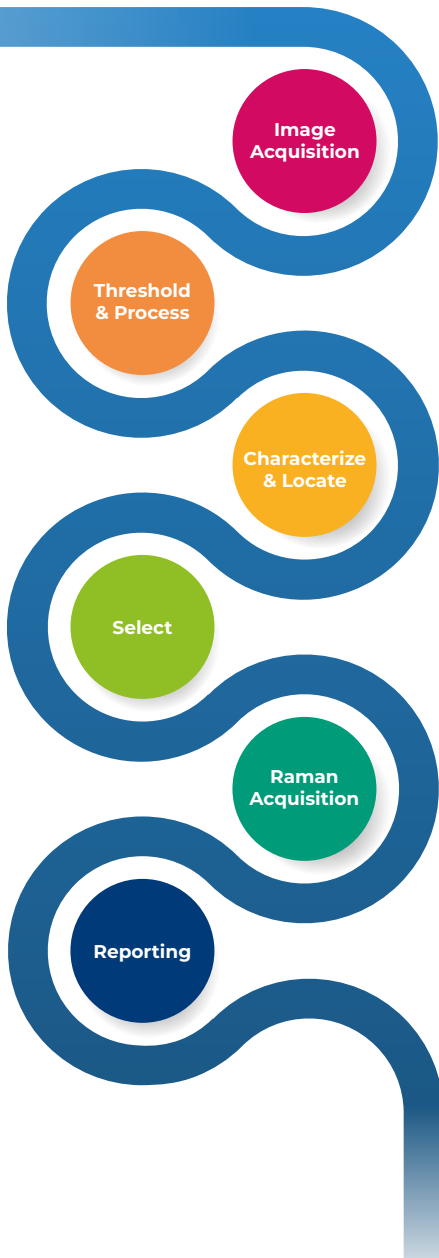 Image
Acquisition
Threshold
& Process
Characterize
& Locate
Select
Raman
Acquisition
Reporting